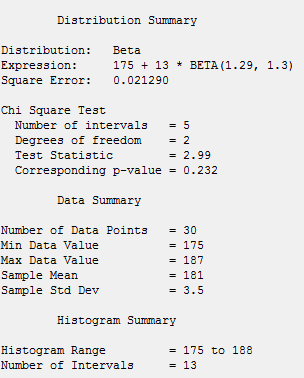 Distribution Summary
Distribution: Beta
Expression: 175 + 13 * BETA(1.29, 1.3)
Square Error: 0.021290
Chi Square Test
Number of intervals = 5
Degrees of freedom = 2
Test Statistic = 2.99
Corresponding p-value = 0.232
Data Summary
Number of Data Points = 30
Min Data Value = 175
Max Data Value = 187
Sample Mean = 181
Sample Std Dev = 3.5
Histogram Summary
Histogram Range = 175 to 188
Number of Intervals = 13